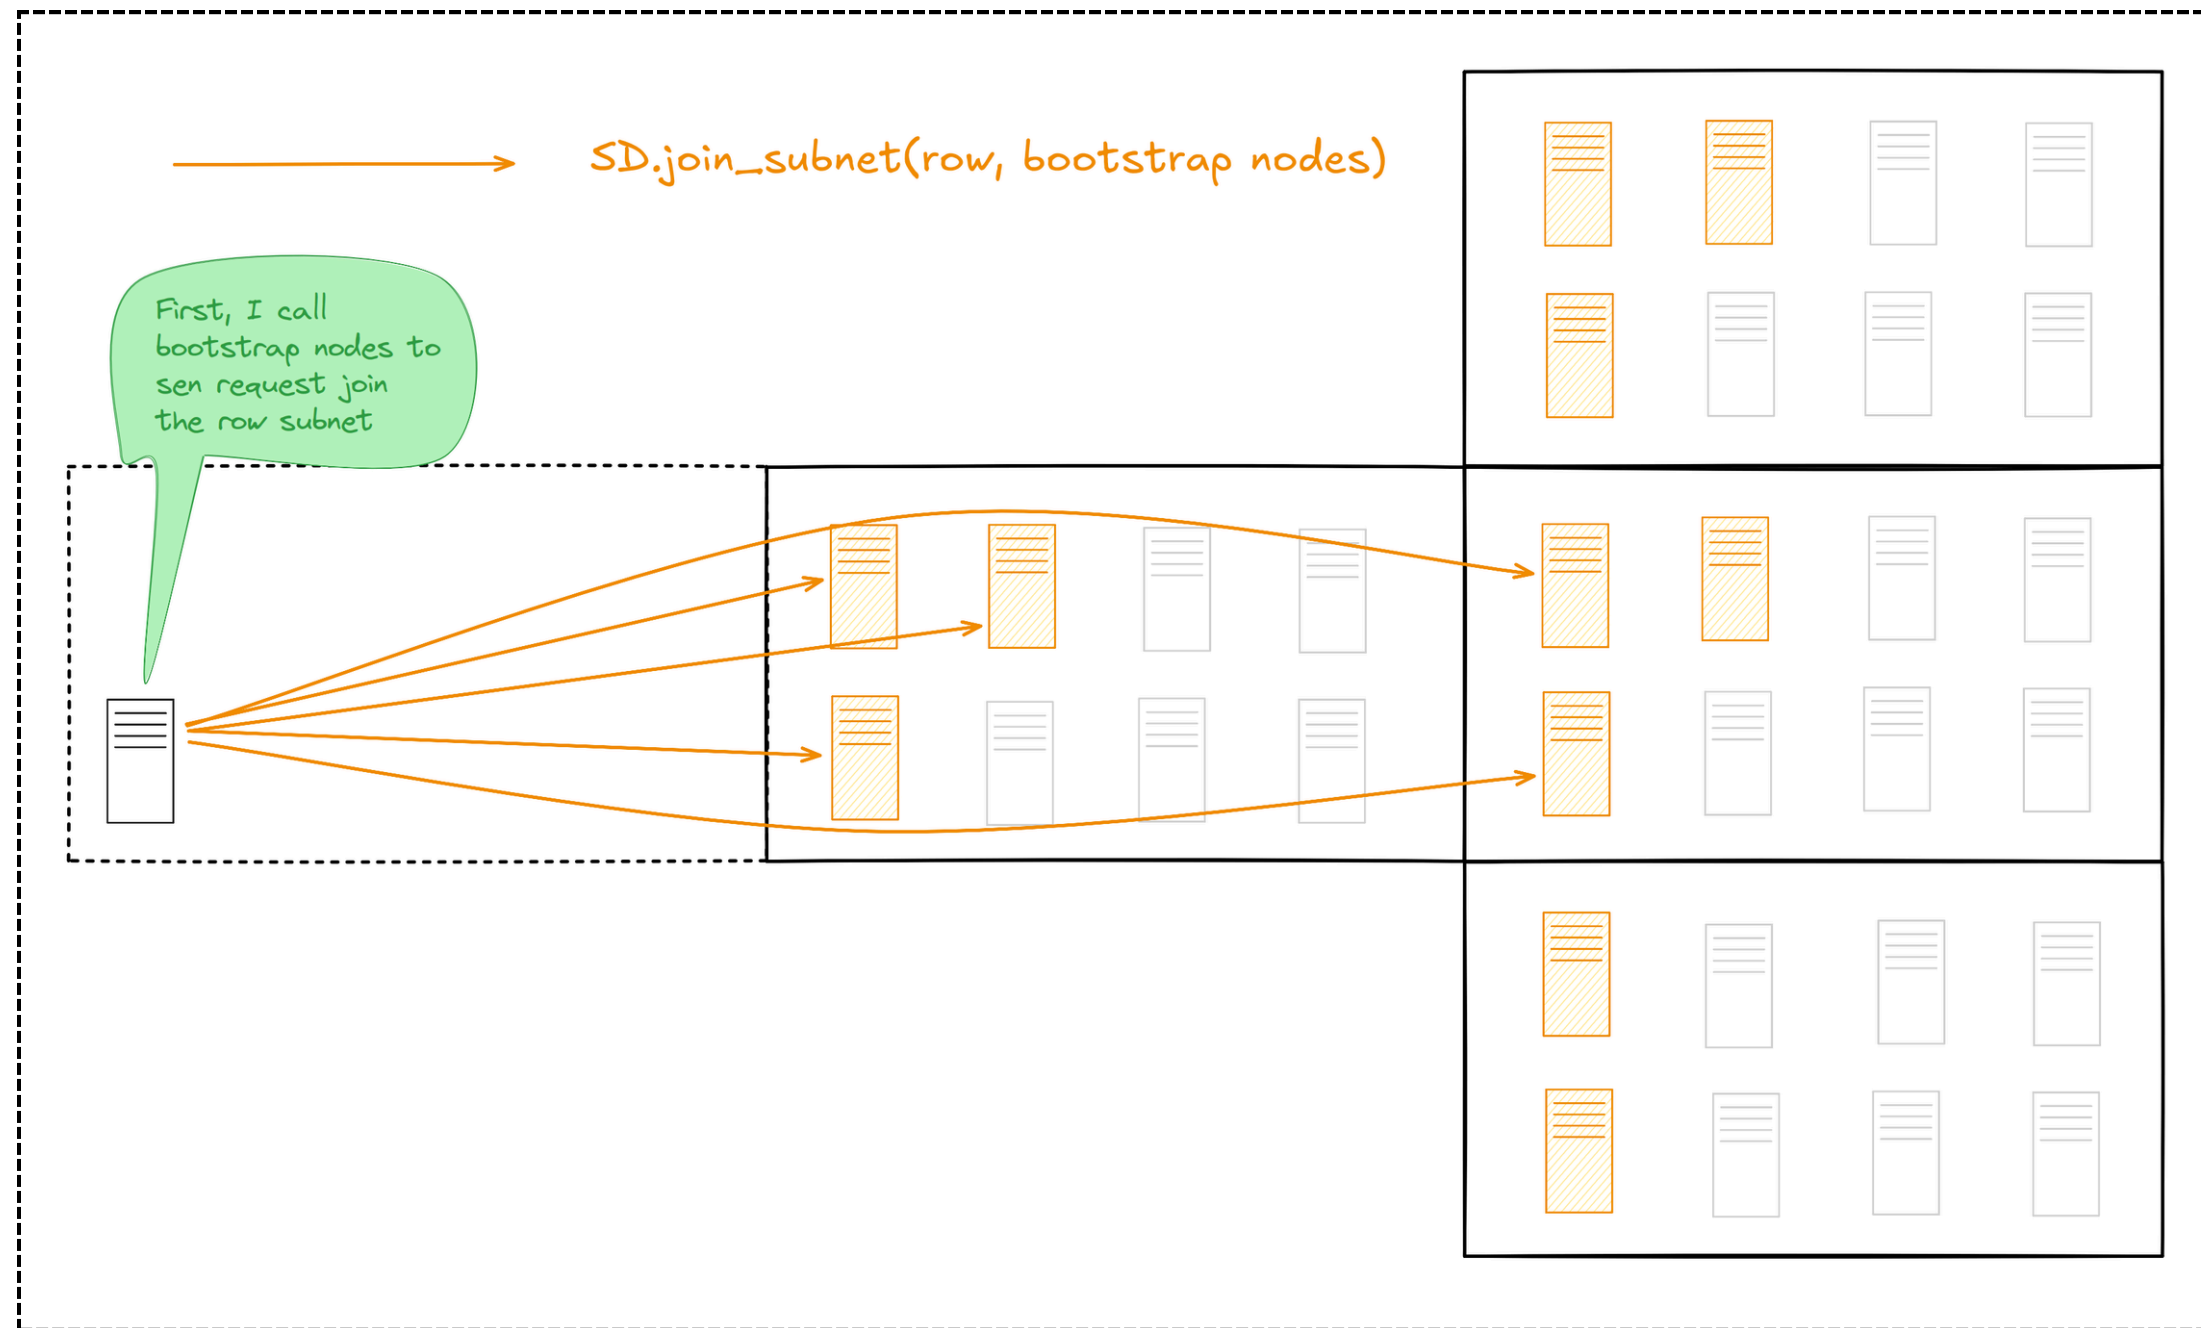 SD.join_subnet(row, bootstrap nodes)
First, I call
bootstrap nodes to
sen request join
the row subnet